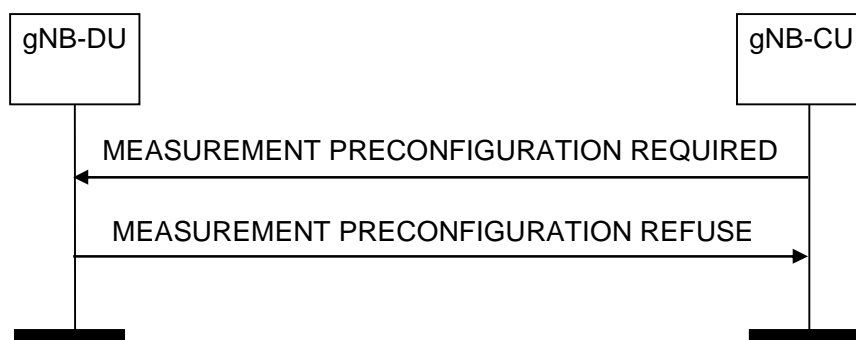 gNB-DU
gNB-CU
MEASUREMENT PRECONFIGURATION REQUIRED
MEASUREMENT PRECONFIGURATION REFUSE